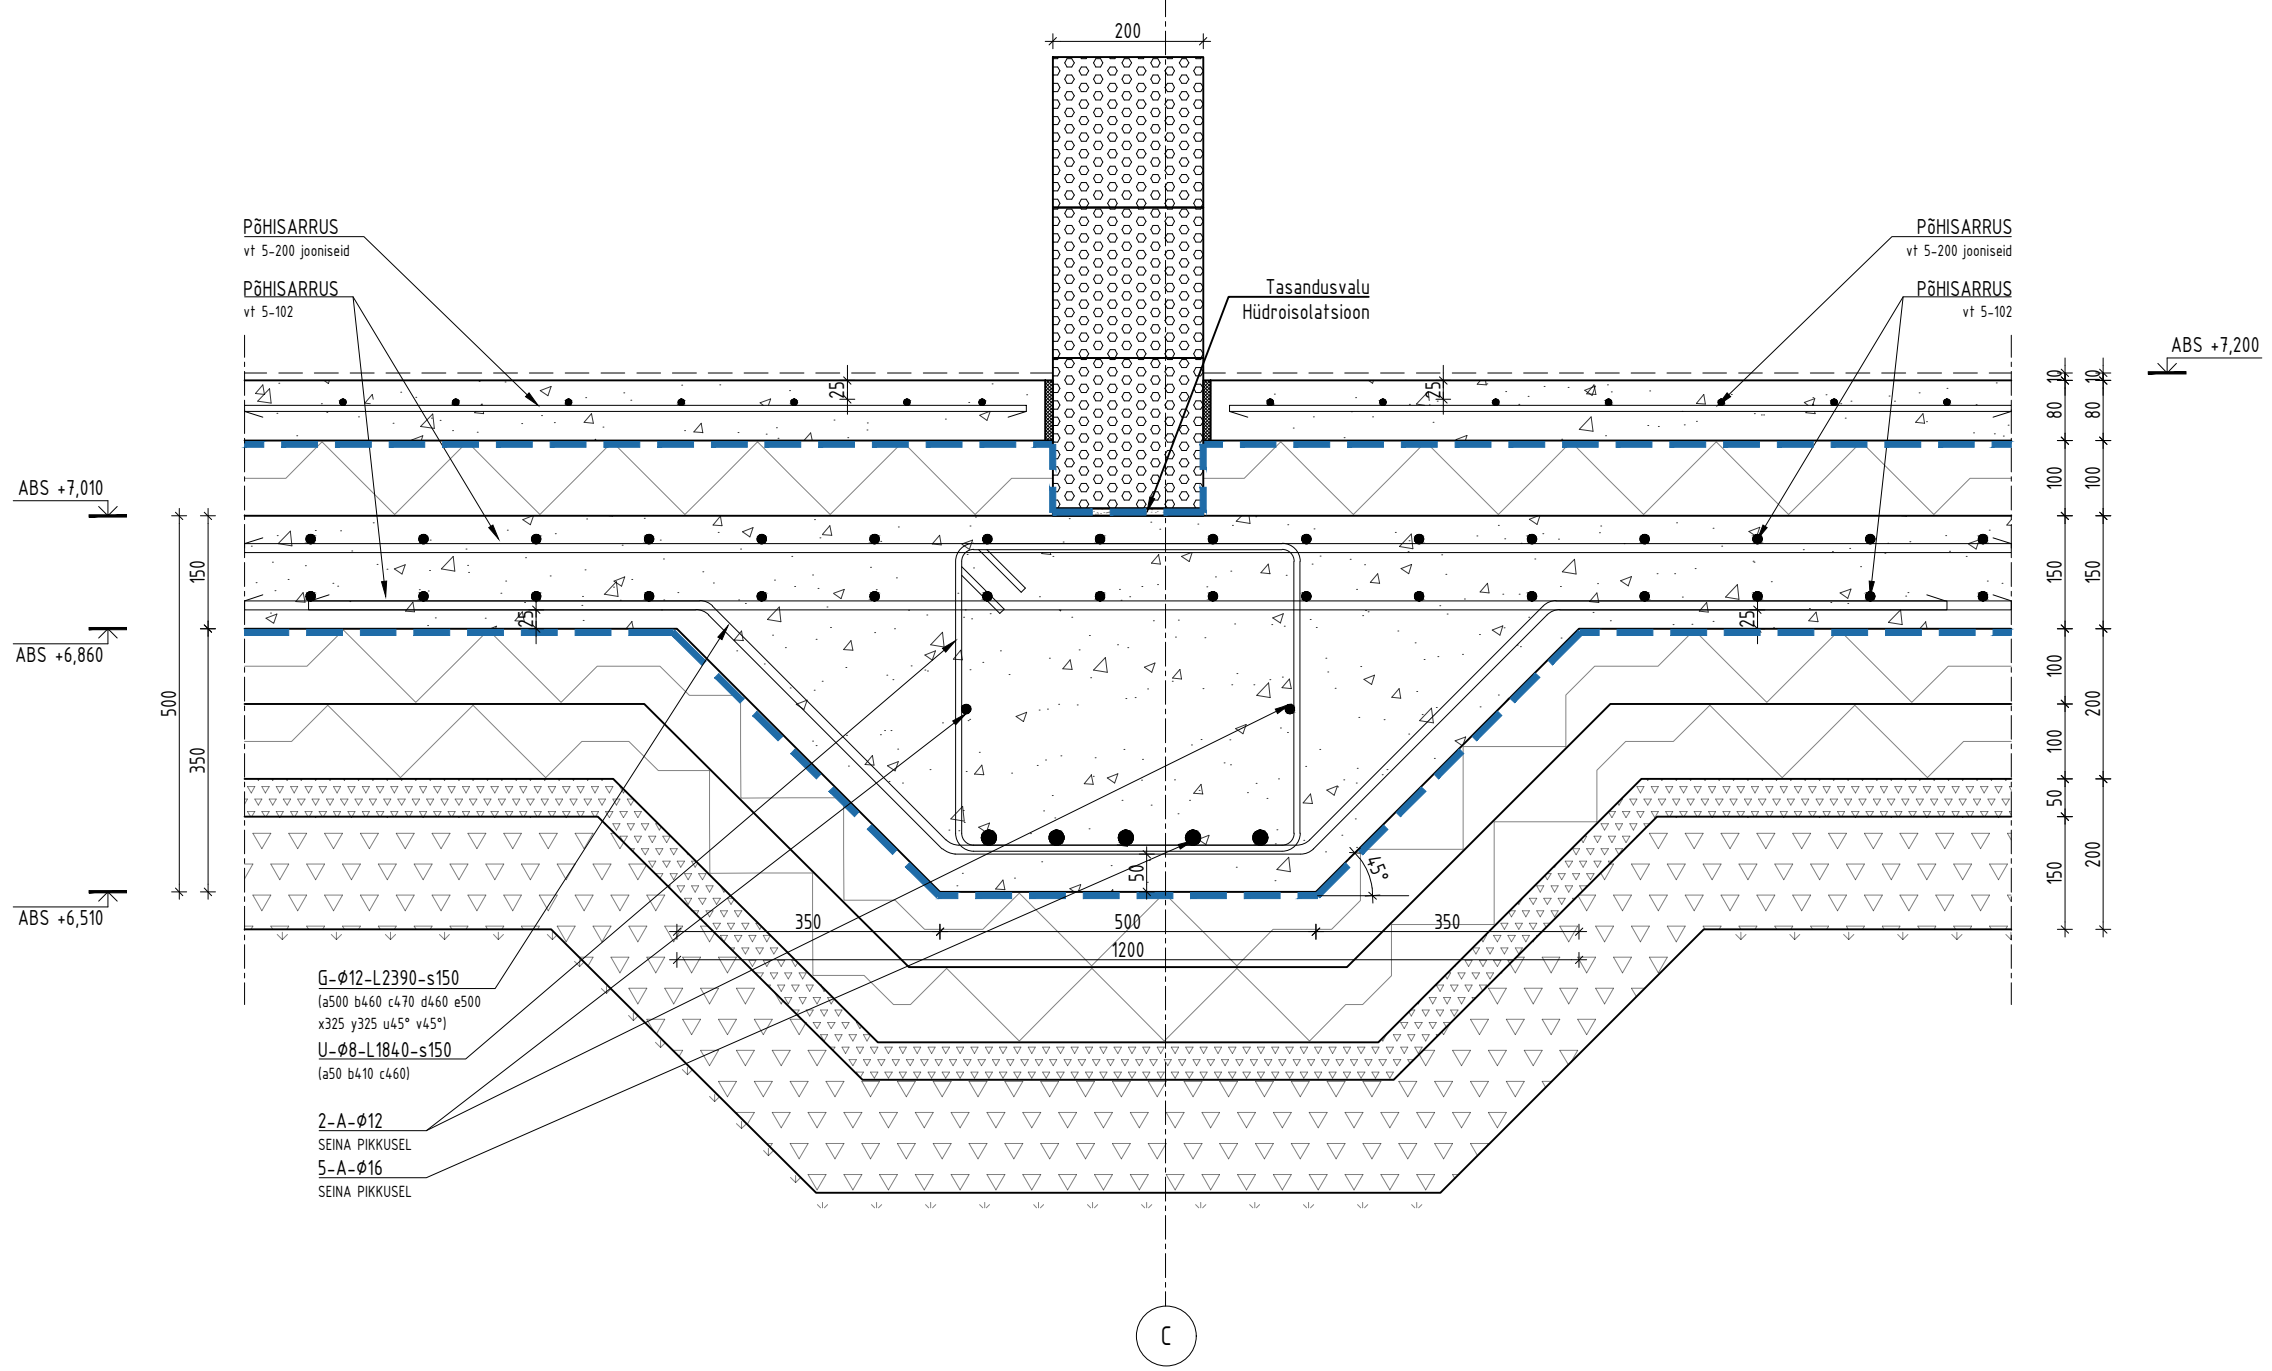 200
PõHISARRUS
vt 5-200 jooniseid
PõHISARRUS
vt 5-102
Tasandusvalu
Hüdroisolatsioon
PõHISARRUS
vt 5-200 jooniseid
PõHISARRUS
vt 5-102
ABS +7,200
25
25
10
10
80
80
100
100
ABS +7,010
150
150
150
25
25
ABS +6,860
500
350
100
200
100
50
150
200
ABS +6,510
50
45°
350
500
350
1200
G-Ø12-L2390-s150
(a500 b460 c470 d460 e500
x325 y325 u45° v45°)
U-Ø8-L1840-s150
(a50 b410 c460)
2-A-Ø12
SEINA PIKKUSEL
5-A-Ø16
SEINA PIKKUSEL
C